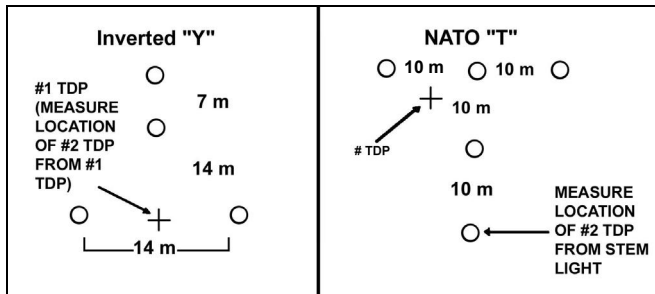 Inverted "Y"
#1 TDP
(MEASURE
LOCATION
OF #2 TDP
FROM #1
TDP)
7 m
14 m
14 m
NATO "T"
10 m
10 m
10 m
# TDP
10 m
MEASURE
LOCATION
OF #2 TDP
FROM STEM
LIGHT